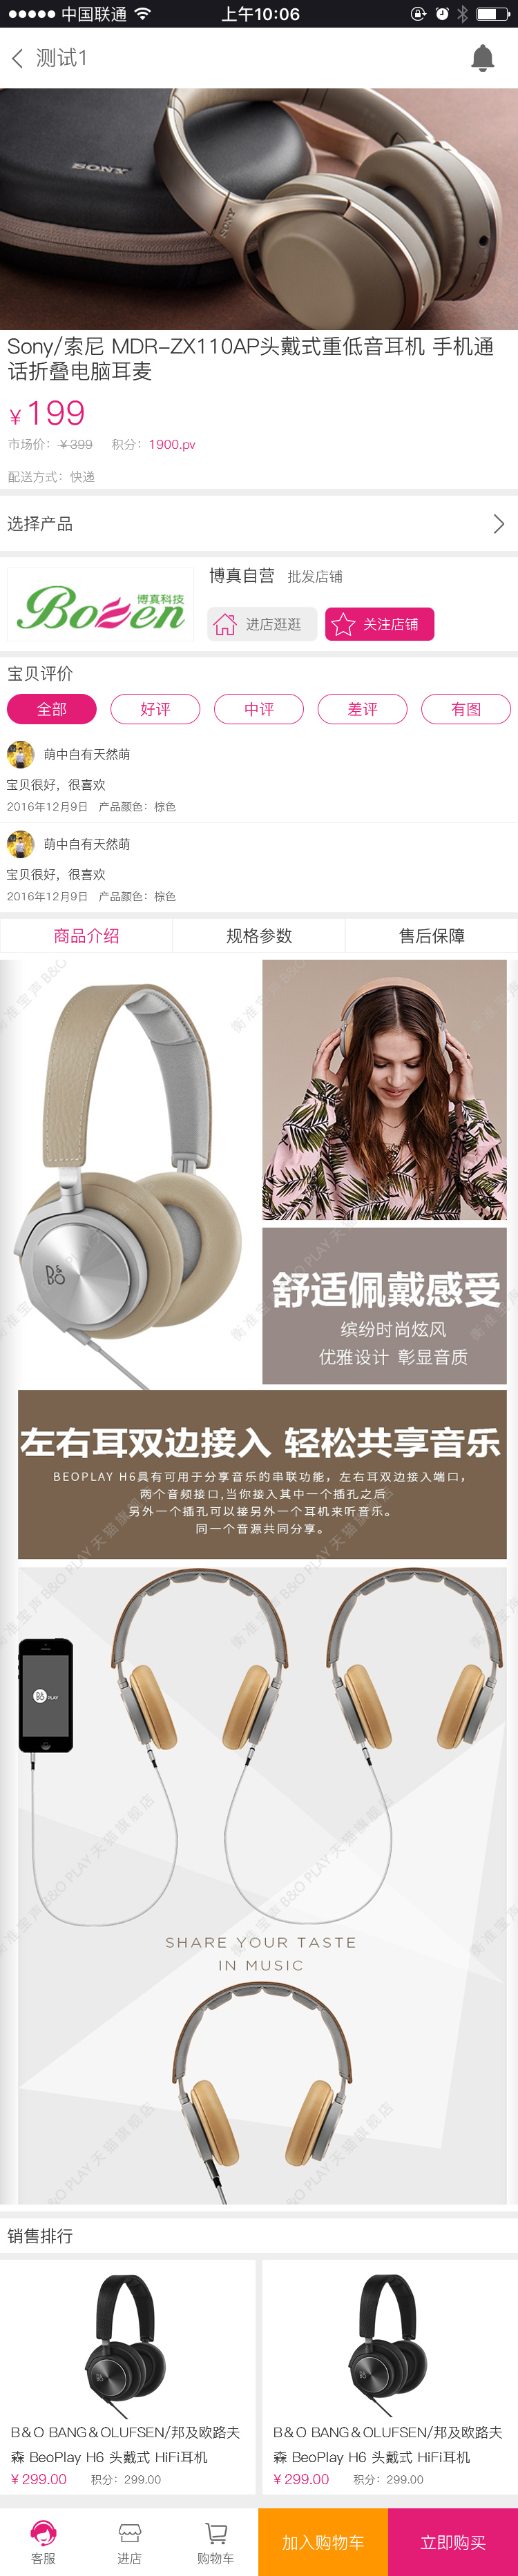 中国联通 上午10:06
测试1
SONY
SONY
Sony/索尼 MDR-ZX110AP头戴式重低音耳机 手机通
话折叠电脑耳麦
¥199
市场价：¥399 积分：1900.pv
配送方式：快递
选择产品
博真科技
Bozen
博真自营 批发店铺
进店逛逛 关注店铺
宝贝评价
全部 好评 中评 差评 有图
萌中自有天然萌
宝贝很好，很喜欢
2016年12月9日 产品颜色：棕色
萌中自有天然萌
宝贝很好，很喜欢
2016年12月9日 产品颜色：棕色
商品介绍 规格参数 售后保障
B&O
舒适佩戴感受
缤纷时尚炫风
优雅设计 彰显音质
左右耳双边接入 轻松共享音乐
BEOPLAY H6具有可用于分享音乐的串联功能，左右耳双边接入端口，
两个音频接口,当你接入其中一个插孔之后
另外一个插孔可以接另外一个耳机来听音乐。
同一个音源共同分享。
B&O PLAY
衡准宝声 B&O PLAY 天猫旗舰店
SHARE YOUR TASTE
IN MUSIC
销售排行
B&O BANG&OLUFSEN/邦及欧路夫
森 BeoPlay H6 头戴式 HiFi耳机
¥299.00 积分：299.00
B&O BANG&OLUFSEN/邦及欧路夫
森 BeoPlay H6 头戴式 HiFi耳机
¥299.00 积分：299.00
客服 进店 购物车 加入购物车 立即购买